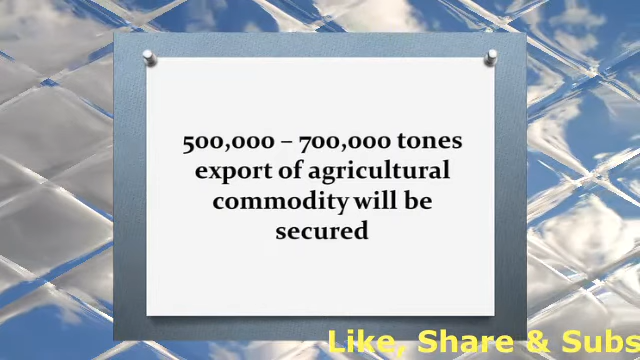 500,000 – 700,000 tones
export of agricultural
commodity will be
secured
Like, Share & Subs